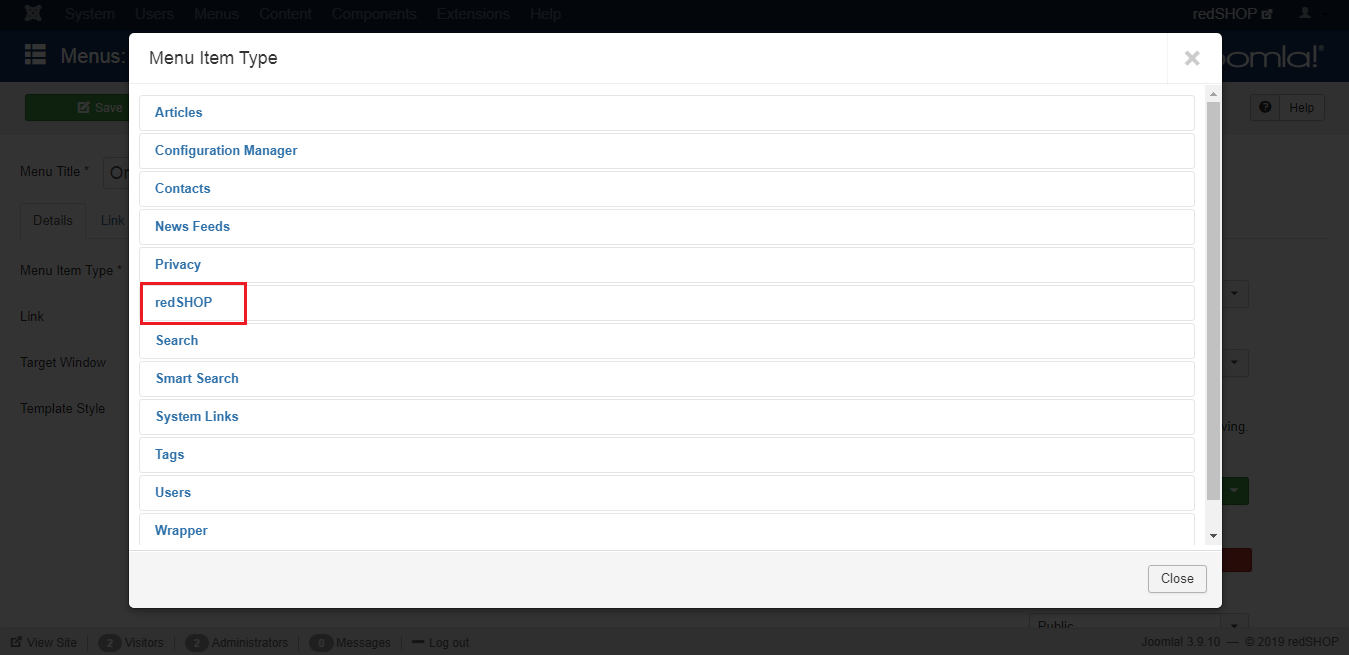 System Users Menus Content Components Extensions Help redSHOP
Menus:
Menu Item Type
Joomla!®
Save
Help
Articles
Menu Title *
Configuration Manager
Contacts
Details Link
News Feeds
Privacy
Menu Item Type *
redSHOP
Link
Search
Target Window
Smart Search
Template Style
System Links
ving.
Tags
Users
Wrapper
Close
Public
View Site 2 Visitors 2 Administrators 0 Messages Log out Joomla! 3.9.10 — © 2019 redSHOP